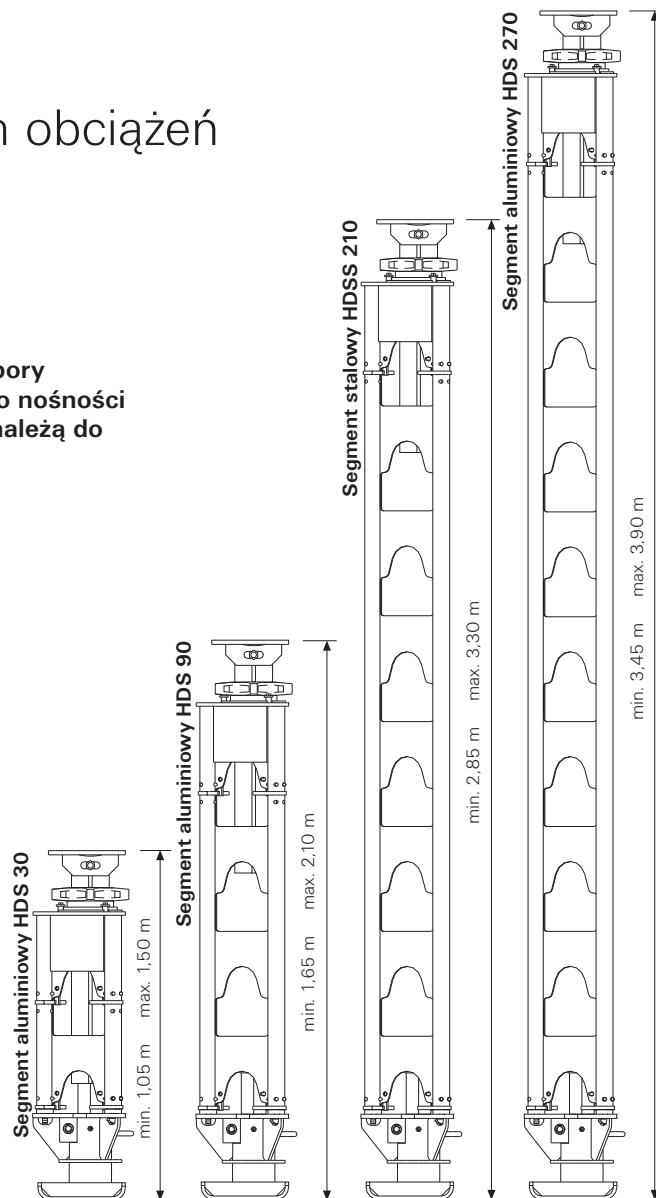 obciążeń
nośności
należą do
Segment aluminiowy HDS 30
min. 1,05 m max. 1,50 m
Segment aluminiowy HDS 90
min. 1,65 m max. 2,10 m
Segment stalowy HDSS 210
min. 2,85 m max. 3,30 m
Segment aluminiowy HDS 270
min. 3,45 m max. 3,90 m